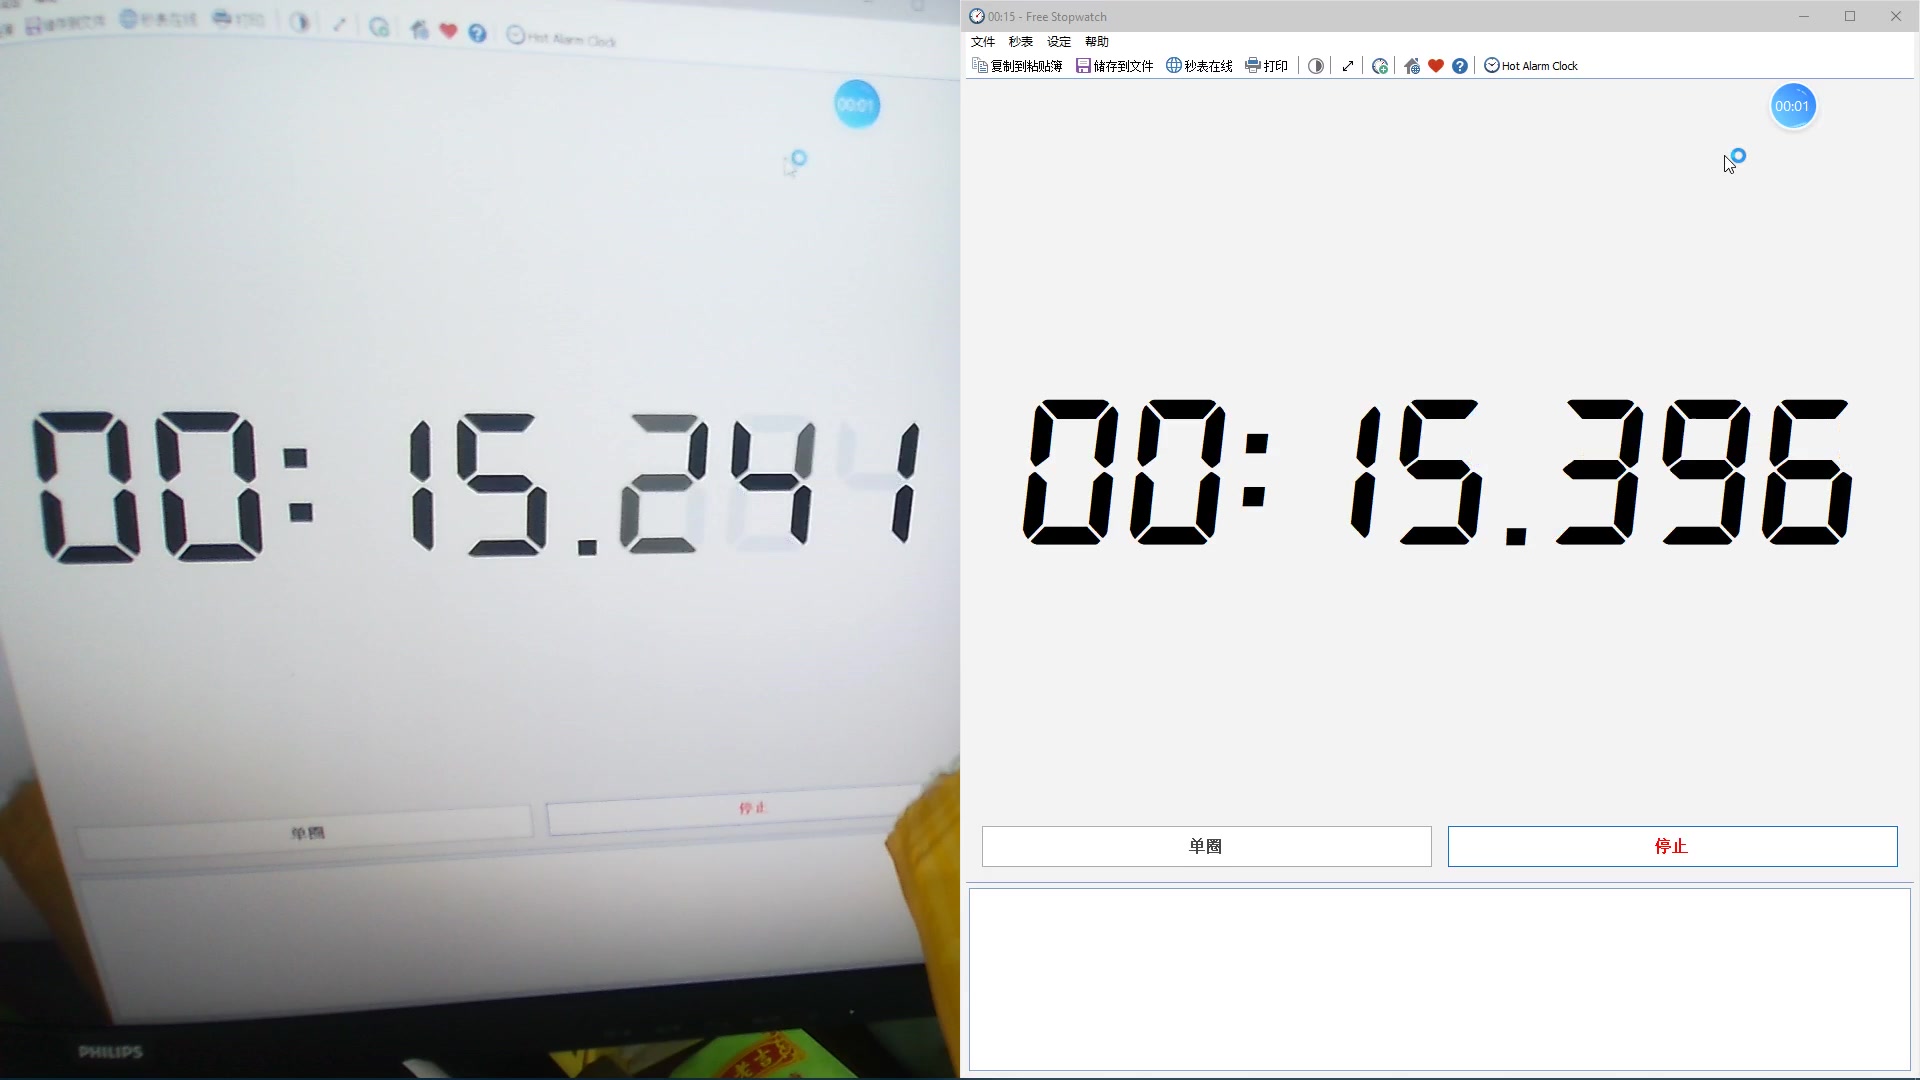 储存到文件 秒表在线 打印 Hot Alarm Clock
00:01
00: 15.241
单圈 停止
PHILIPS
00:15 - Free Stopwatch
文件 秒表 设定 帮助
复制到粘贴簿 储存到文件 秒表在线 打印 Hot Alarm Clock
00:01
00: 15.396
单圈 停止